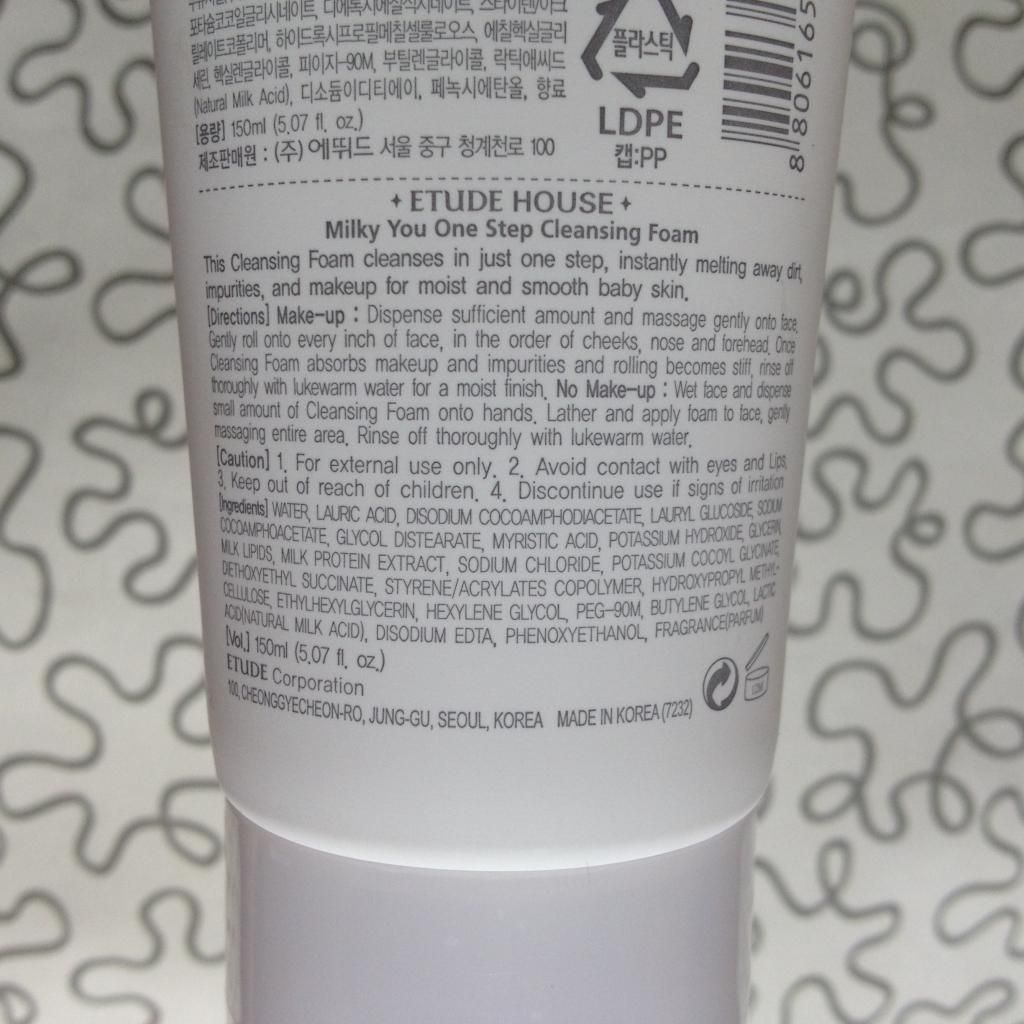 포타슘코코일글리시네이트, 디에톡시에칠석시네이트, 스타이렌/아크
릴레이트코폴리머, 하이드록시프로필메칠셀룰로오스, 에칠헥실글리
세린, 헥실렌글라이콜, 피이지-90M, 부틸렌글라이콜, 락틱애씨드
(Natural Milk Acid), 디소듐이디티에이, 페녹시에탄올, 향료
[용량] 150ml (5.07 fl. oz.)
제조판매원 : (주) 에뛰드 서울 중구 청계천로 100
플라스틱
LDPE
캡:PP
8 806165
ETUDE HOUSE
Milky You One Step Cleansing Foam
This Cleansing Foam cleanses in just one step, instantly melting away dirt,
impurities, and makeup for moist and smooth baby skin.
[Directions] Make-up : Dispense sufficient amount and massage gently onto face.
Gently roll onto every inch of face, in the order of cheeks, nose and forehead. Once
Cleansing Foam absorbs makeup and impurities and rolling becomes stiff, rinse off
thoroughly with lukewarm water for a moist finish. No Make-up : Wet face and dispense
small amount of Cleansing Foam onto hands. Lather and apply foam to face, gently
massaging entire area. Rinse off thoroughly with lukewarm water.
[Caution] 1. For external use only. 2. Avoid contact with eyes and Lips.
3. Keep out of reach of children. 4. Discontinue use if signs of irritation
[Ingredients] WATER, LAURIC ACID, DISODIUM COCOAMPHODIACETATE, LAURYL GLUCOSIDE, SODIUM
COCOAMPHOACETATE, GLYCOL DISTEARATE, MYRISTIC ACID, POTASSIUM HYDROXIDE, GLYCERIN,
MILK LIPIDS, MILK PROTEIN EXTRACT, SODIUM CHLORIDE, POTASSIUM COCOYL GLYCINATE,
DIETHOXYETHYL SUCCINATE, STYRENE/ACRYLATES COPOLYMER, HYDROXYPROPYL METHYL-
CELLULOSE, ETHYLHEXYLGLYCERIN, HEXYLENE GLYCOL, PEG-90M, BUTYLENE GLYCOL, LACTIC
ACID(NATURAL MILK ACID), DISODIUM EDTA, PHENOXYETHANOL, FRAGRANCE(PARFUM)
[Vol.] 150ml (5.07 fl. oz.)
ETUDE Corporation
100, CHEONGGYECHEON-RO, JUNG-GU, SEOUL, KOREA MADE IN KOREA (7232)